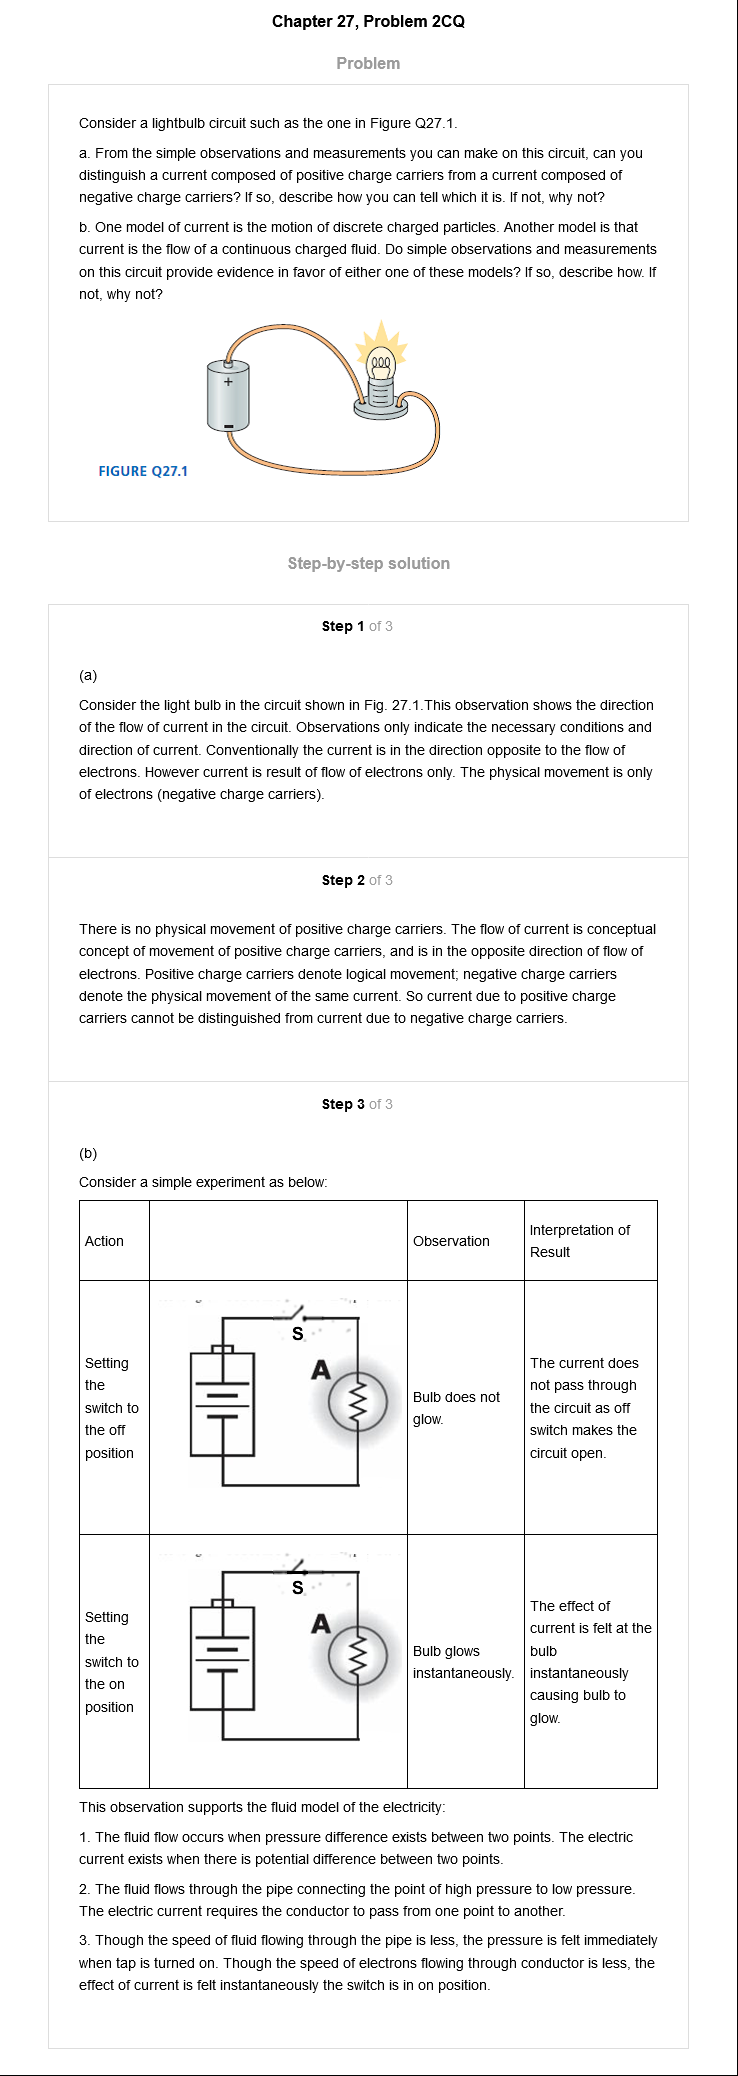 Chapter 27, Problem 2CQ
Problem
Consider a lightbulb circuit such as the one in Figure Q27.1.
a. From the simple observations and measurements you can make on this circuit, can you
distinguish a current composed of positive charge carriers from a current composed of
negative charge carriers? If so, describe how you can tell which it is. If not, why not?
b. One model of current is the motion of discrete charged particles. Another model is that
current is the flow of a continuous charged fluid. Do simple observations and measurements
on this circuit provide evidence in favor of either one of these models? If so, describe how. If
not, why not?
+
FIGURE Q27.1
Step-by-step solution
Step 1 of 3
(a)
Consider the light bulb in the circuit shown in Fig. 27.1.This observation shows the direction
of the flow of current in the circuit. Observations only indicate the necessary conditions and
direction of current. Conventionally the current is in the direction opposite to the flow of
electrons. However current is result of flow of electrons only. The physical movement is only
of electrons (negative charge carriers).
Step 2 of 3
There is no physical movement of positive charge carriers. The flow of current is conceptual
concept of movement of positive charge carriers, and is in the opposite direction of flow of
electrons. Positive charge carriers denote logical movement; negative charge carriers
denote the physical movement of the same current. So current due to positive charge
carriers cannot be distinguished from current due to negative charge carriers.
Step 3 of 3
(b)
Consider a simple experiment as below:
Action
Observation
Interpretation of
Result
Setting
the
switch to
the off
position
S
A
Bulb does not
glow.
The current does
not pass through
the circuit as off
switch makes the
circuit open.
Setting
the
switch to
the on
position
S
A
Bulb glows
instantaneously.
The effect of
current is felt at the
bulb
instantaneously
causing bulb to
glow.
This observation supports the fluid model of the electricity:
1. The fluid flow occurs when pressure difference exists between two points. The electric
current exists when there is potential difference between two points.
2. The fluid flows through the pipe connecting the point of high pressure to low pressure.
The electric current requires the conductor to pass from one point to another.
3. Though the speed of fluid flowing through the pipe is less, the pressure is felt immediately
when tap is turned on. Though the speed of electrons flowing through conductor is less, the
effect of current is felt instantaneously the switch is in on position.